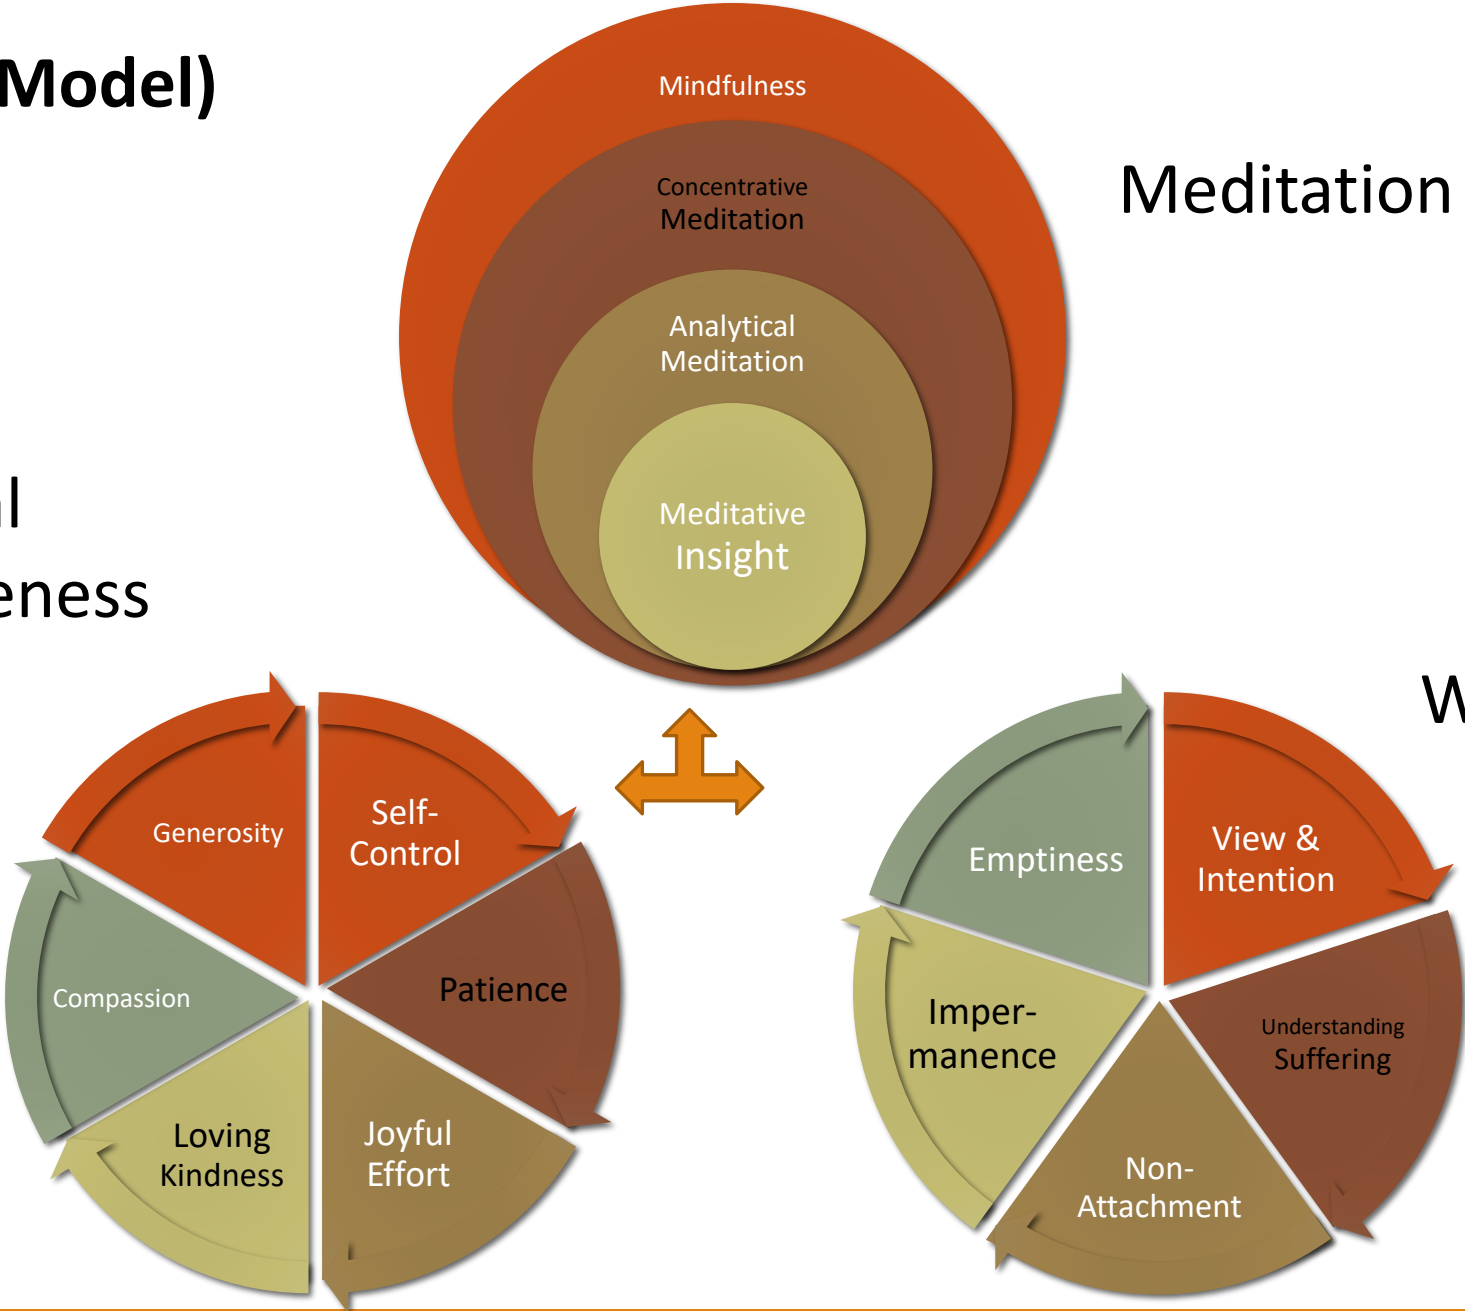 Model)
Mindfulness
Concentrative
Meditation
Analytical
Meditation
Meditative
Insight
Meditation
l
eness
W
Generosity
Self-
Control
Patience
Joyful
Effort
Loving
Kindness
Compassion
View &
Intention
Understanding
Suffering
Non-
Attachment
Imper-
manence
Emptiness